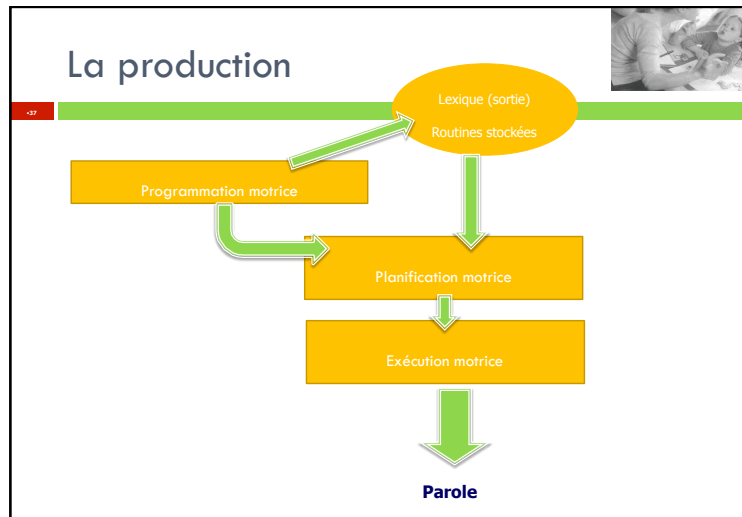 La production
•37
Lexique (sortie)
Routines stockées
Programmation motrice
Planification motrice
Exécution motrice
Parole